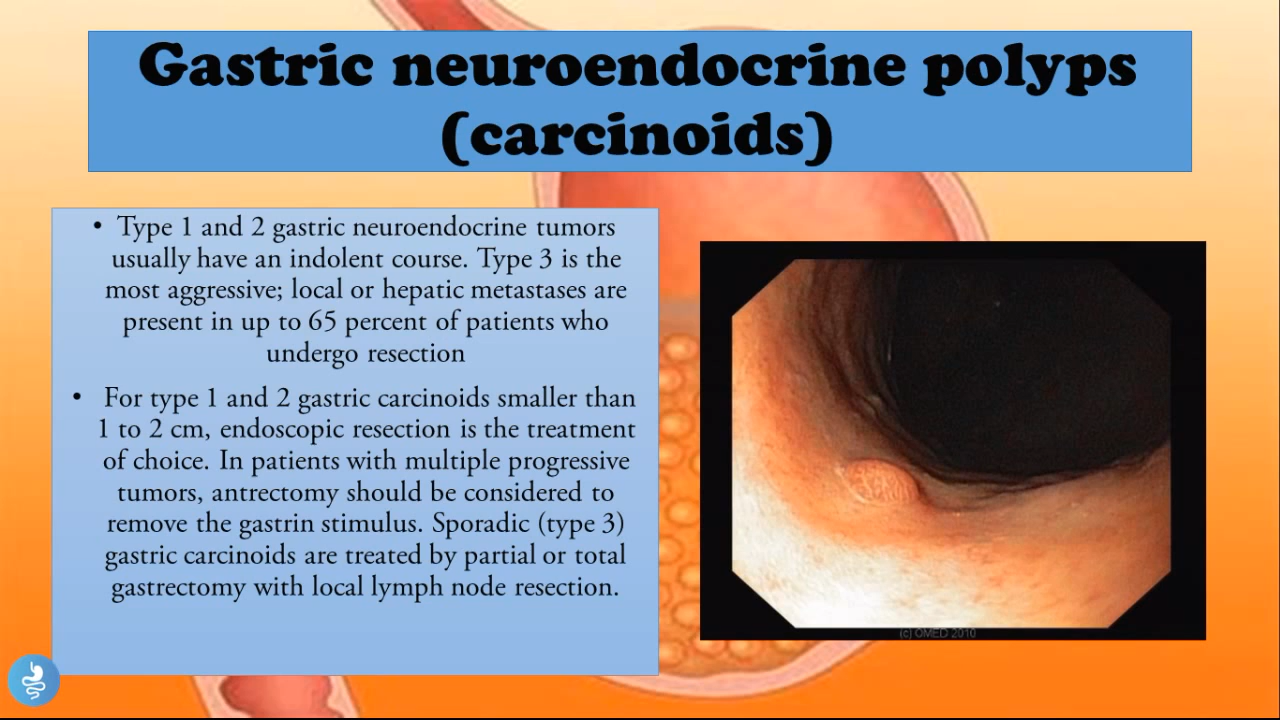 Gastric neuroendocrine polyps
(carcinoids)
• Type 1 and 2 gastric neuroendocrine tumors
usually have an indolent course. Type 3 is the
most aggressive; local or hepatic metastases are
present in up to 65 percent of patients who
undergo resection
• For type 1 and 2 gastric carcinoids smaller than
1 to 2 cm, endoscopic resection is the treatment
of choice. In patients with multiple progressive
tumors, antrectomy should be considered to
remove the gastrin stimulus. Sporadic (type 3)
gastric carcinoids are treated by partial or total
gastrectomy with local lymph node resection.
(c) OMED 2010